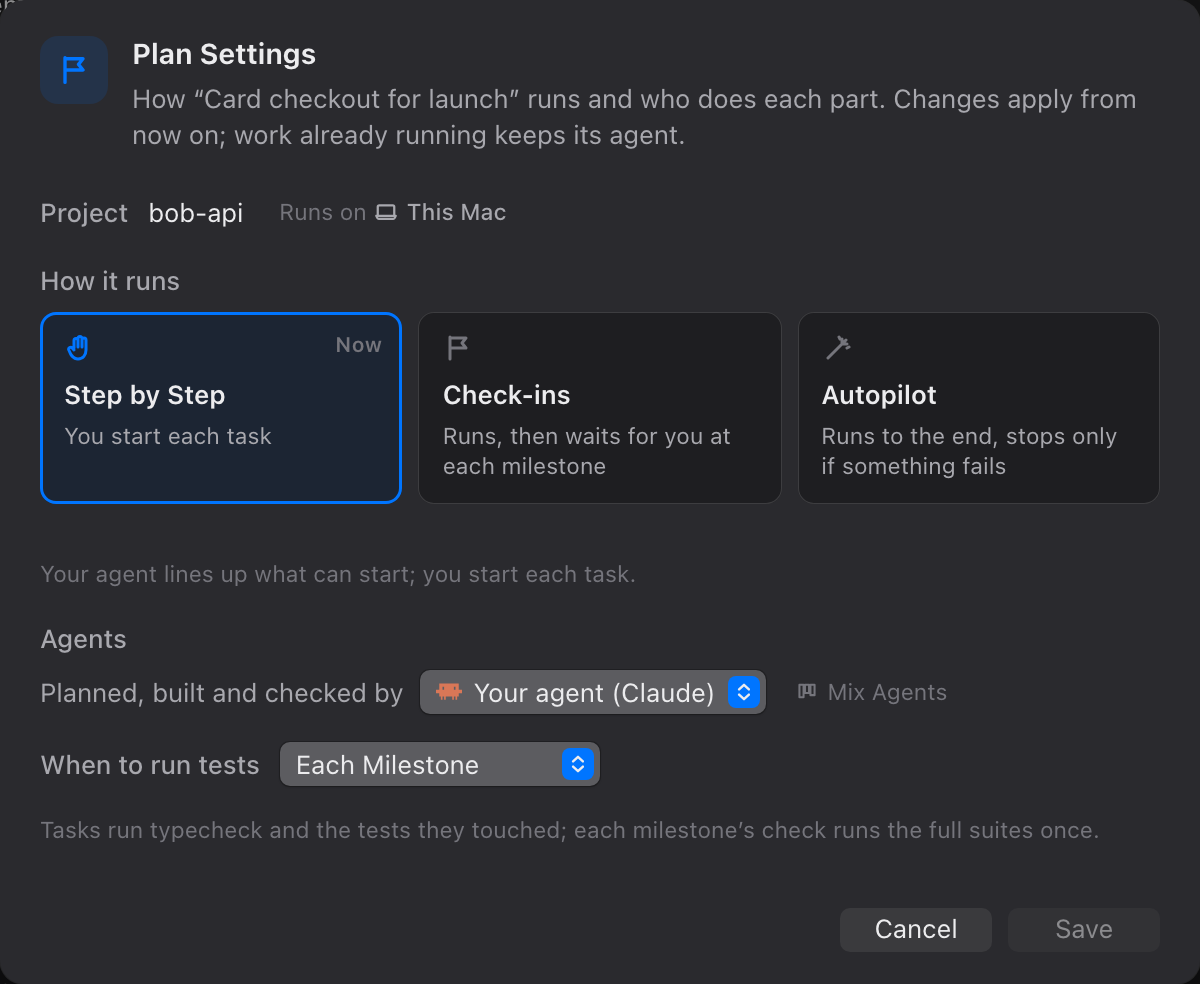 Plan Settings
How “Card checkout for launch” runs and who does each part. Changes apply from
now on; work already running keeps its agent.
Project bob-api Runs on This Mac
How it runs
Now
Step by Step
You start each task
Check-ins
Runs, then waits for you at
each milestone
Autopilot
Runs to the end, stops only
if something fails
Your agent lines up what can start; you start each task.
Agents
Planned, built and checked by Your agent (Claude) Mix Agents
When to run tests Each Milestone
Tasks run typecheck and the tests they touched; each milestone’s check runs the full suites once.
Cancel Save